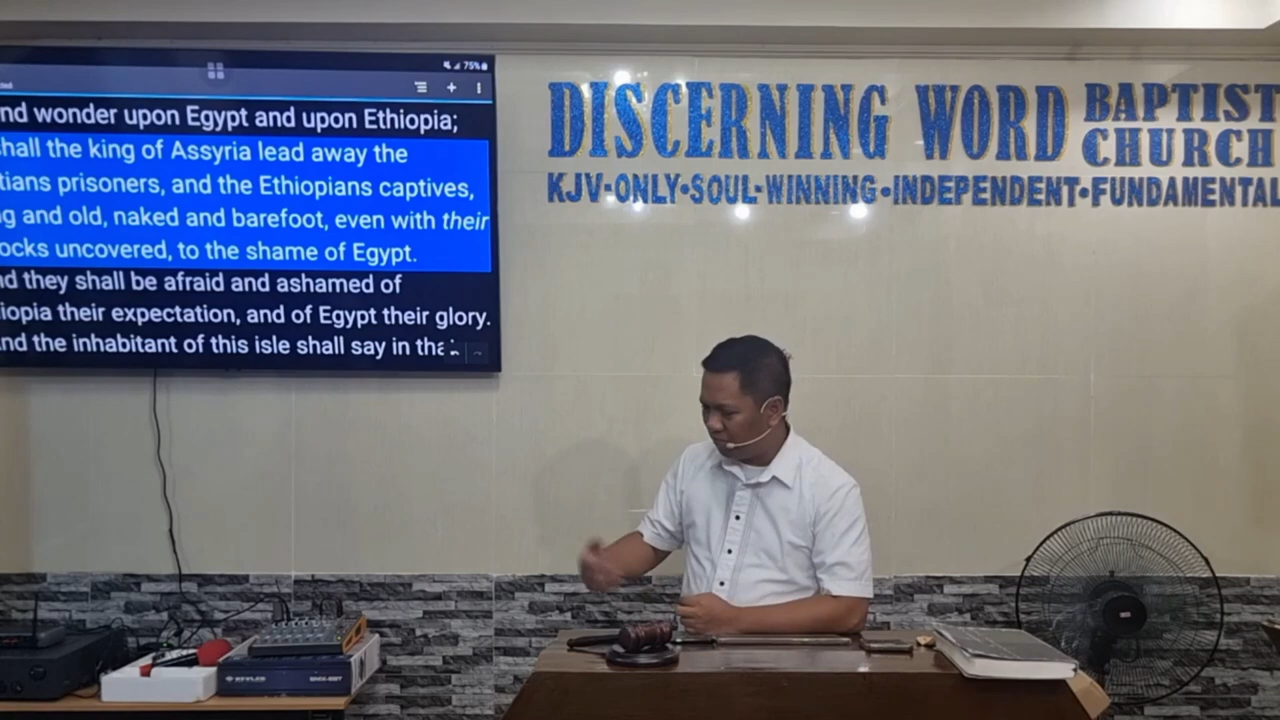 75%
nd wonder upon Egypt and upon Ethiopia;
shall the king of Assyria lead away the
tians prisoners, and the Ethiopians captives,
g and old, naked and barefoot, even with their
ocks uncovered, to the shame of Egypt.
d they shall be afraid and ashamed of
iopia their expectation, and of Egypt their glory.
nd the inhabitant of this isle shall say in tha
DISCERNING WORD BAPTIST
CHURCH
KJV-ONLY•SOUL-WINNING•INDEPENDENT•FUNDAMENTAL